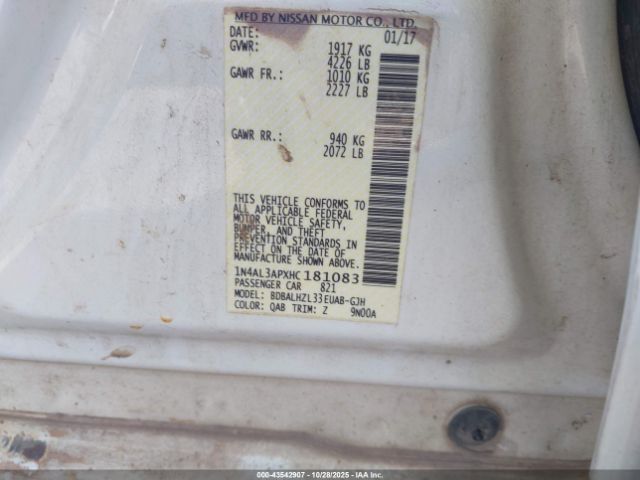 MFD BY NISSAN MOTOR CO., LTD.
DATE: 01/17
GVWR: 1917 KG
4226 LB
GAWR FR.: 1010 KG
2227 LB
GAWR RR.: 940 KG
2072 LB
THIS VEHICLE CONFORMS TO
ALL APPLICABLE FEDERAL
MOTOR VEHICLE SAFETY,
BUMPER, AND THEFT
PREVENTION STANDARDS IN
EFFECT ON THE DATE OF
MANUFACTURE SHOWN ABOVE.
1N4AL3APXHC181083
PASSENGER CAR 821
MODEL: BDBALHZL33EUAB-GJH
COLOR: QAB TRIM: Z 9N00A
000-43542907 | 10/28/2025 | IAAI.COM